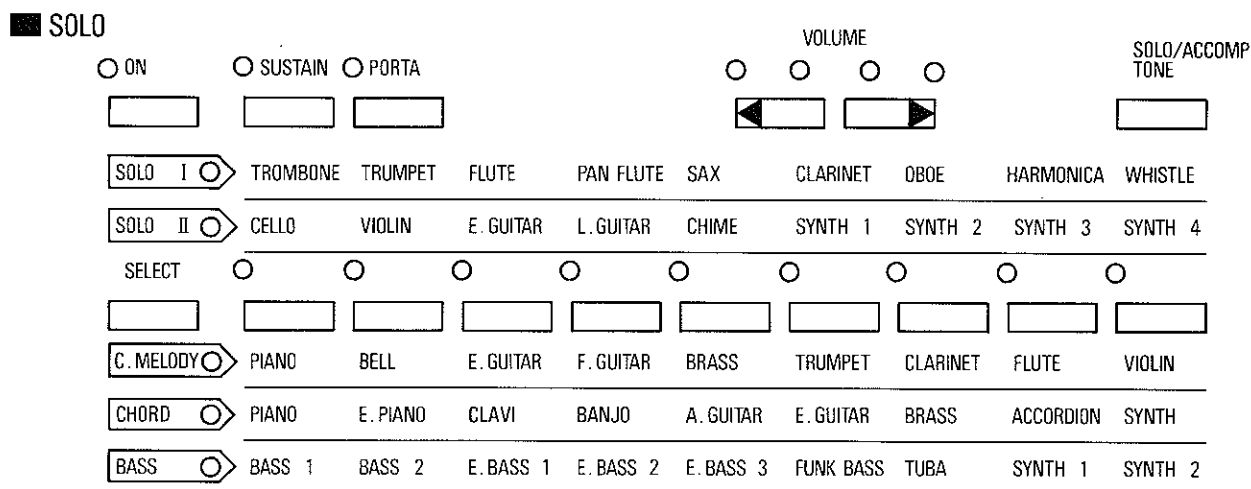 SOLO
VOLUME
ON SUSTAIN PORTA SOLO/ACCOMP
TONE
SOLO I TROMBONE TRUMPET FLUTE PAN FLUTE SAX CLARINET OBOE HARMONICA WHISTLE
SOLO II CELLO VIOLIN E.GUITAR L.GUITAR CHIME SYNTH 1 SYNTH 2 SYNTH 3 SYNTH 4
SELECT
C.MELODY PIANO BELL E.GUITAR F.GUITAR BRASS TRUMPET CLARINET FLUTE VIOLIN
CHORD PIANO E.PIANO CLAVI BANJO A.GUITAR E.GUITAR BRASS ACCORDION SYNTH
BASS BASS 1 BASS 2 E.BASS 1 E.BASS 2 E.BASS 3 FUNK BASS TUBA SYNTH 1 SYNTH 2